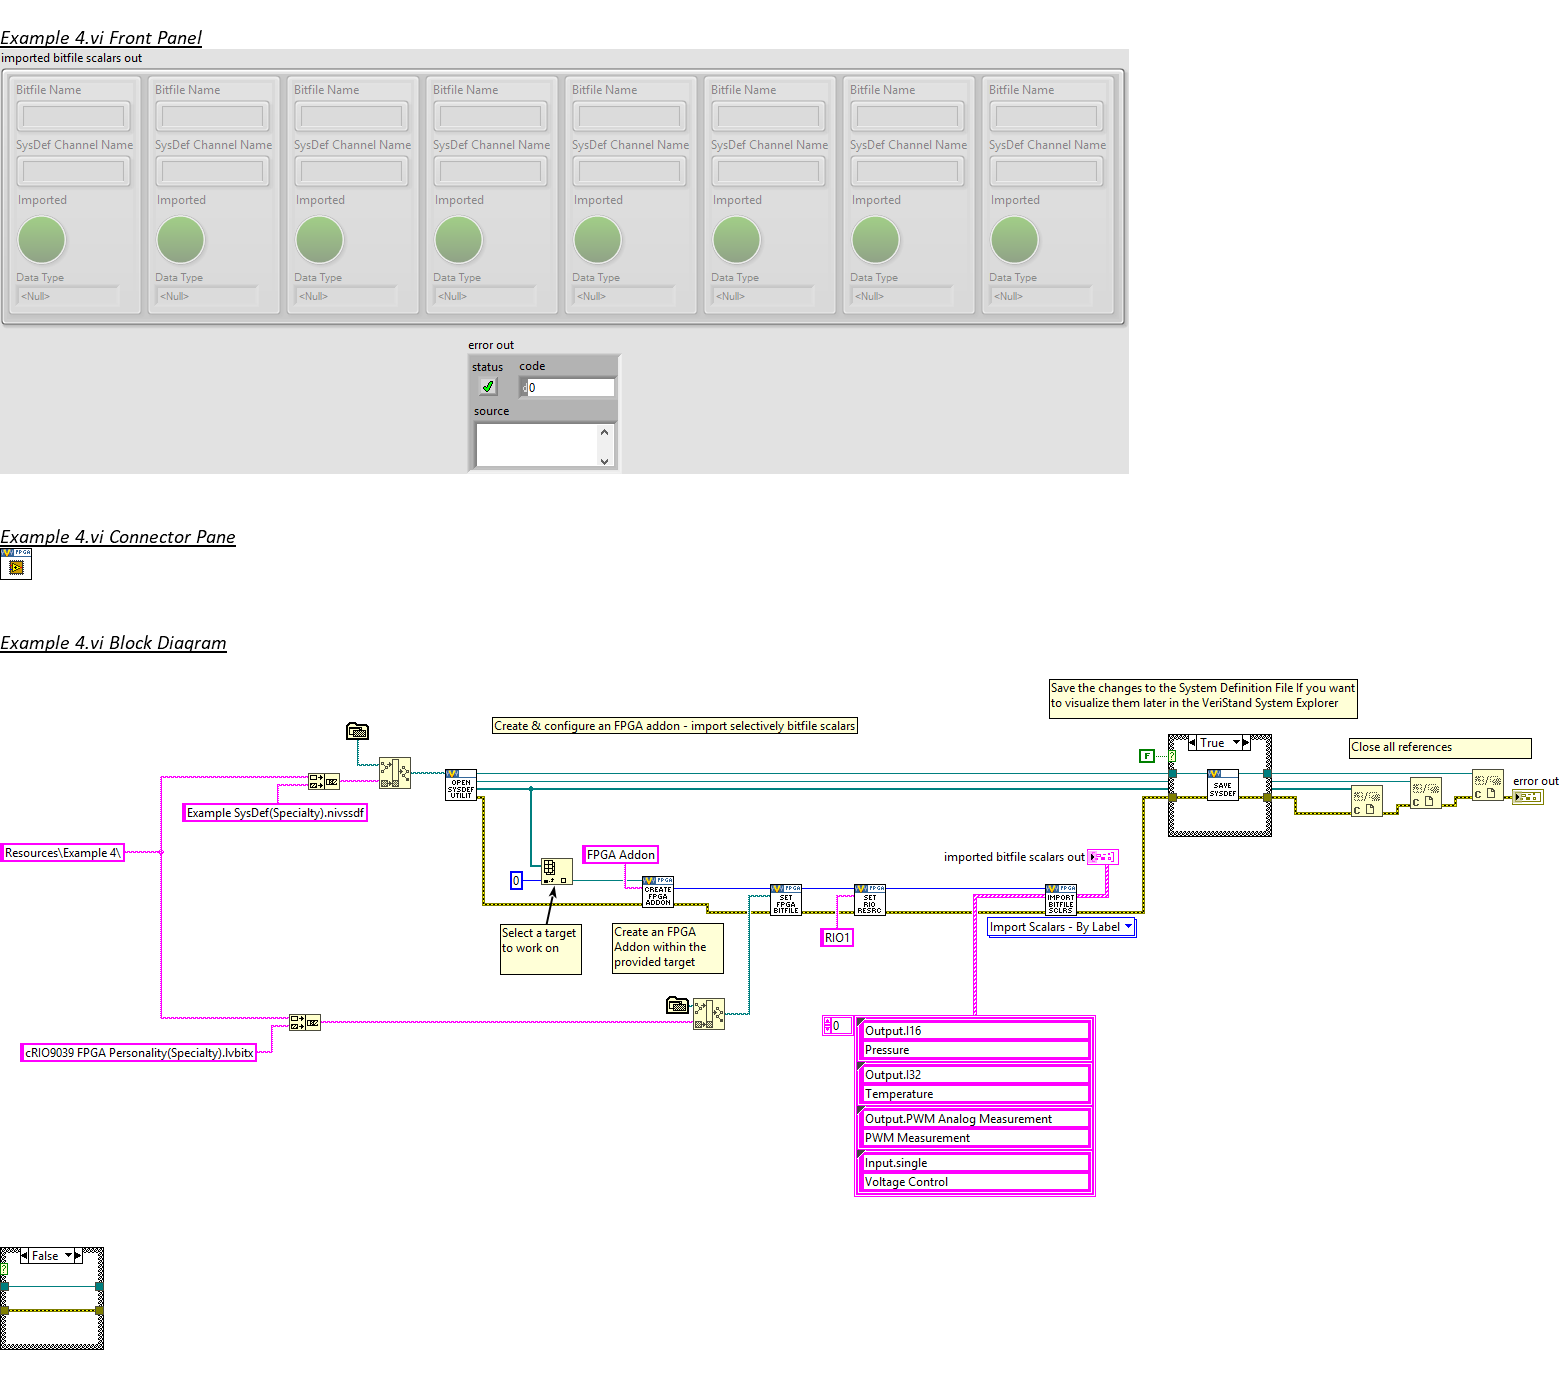 Example 4.vi Front Panel
imported bitfile scalars out
Bitfile Name Bitfile Name Bitfile Name Bitfile Name Bitfile Name Bitfile Name Bitfile Name Bitfile Name
SysDef Channel Name SysDef Channel Name SysDef Channel Name SysDef Channel Name SysDef Channel Name SysDef Channel Name SysDef Channel Name SysDef Channel Name
Imported Imported Imported Imported Imported Imported Imported Imported
Data Type Data Type Data Type Data Type Data Type Data Type Data Type Data Type
<Null> <Null> <Null> <Null> <Null> <Null> <Null> <Null>
error out
status code
d 0
source
Example 4.vi Connector Pane
FPGA
Example 4.vi Block Diagram
Save the changes to the System Definition File If you want
to visualize them later in the VeriStand System Explorer
Create & configure an FPGA addon - import selectively bitfile scalars
True
Close all references
F
?
OPEN
SYSDEF
UTILIT
SAVE
SYSDEF
error out
Example SysDef(Specialty).nivssdf
Resources\Example 4\
FPGA Addon
imported bitfile scalars out
0
FPGA
CREATE
FPGA
ADDON
FPGA
SET
FPGA
BITFILE
FPGA
SET
RIO
RESRC
FPGA
IMPORT
BITFILE
SCLRS
Import Scalars - By Label
Select a target
to work on
Create an FPGA
Addon within the
provided target
RIO1
cRIO9039 FPGA Personality(Specialty).lvbitx
0
Output.I16
Pressure
Output.I32
Temperature
Output.PWM Analog Measurement
PWM Measurement
Input.single
Voltage Control
False
?